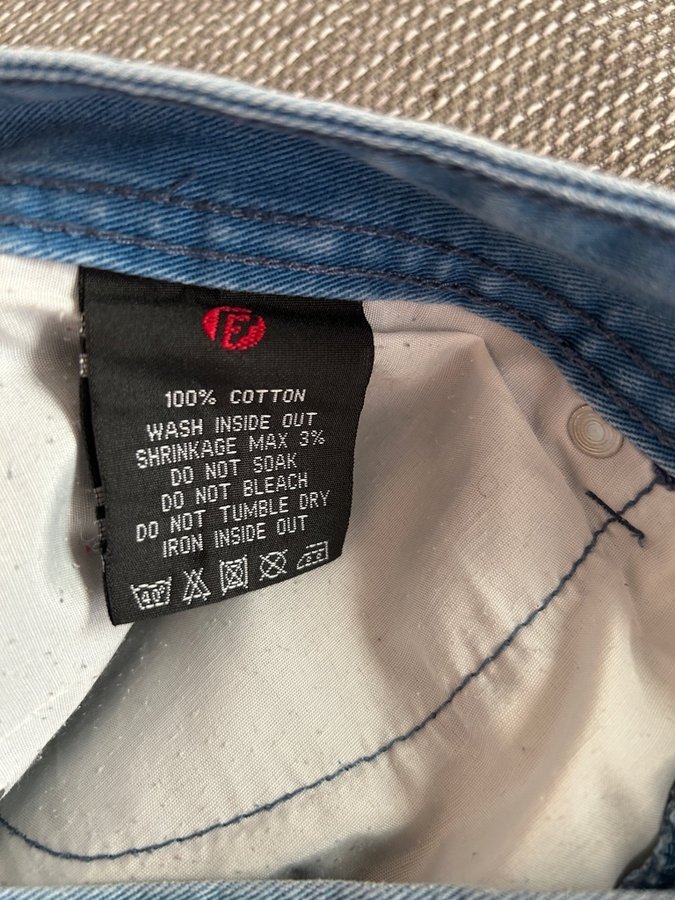 E
100% COTTON
WASH INSIDE OUT
SHRINKAGE MAX 3%
DO NOT SOAK
DO NOT BLEACH
DO NOT TUMBLE DRY
IRON INSIDE OUT
40°